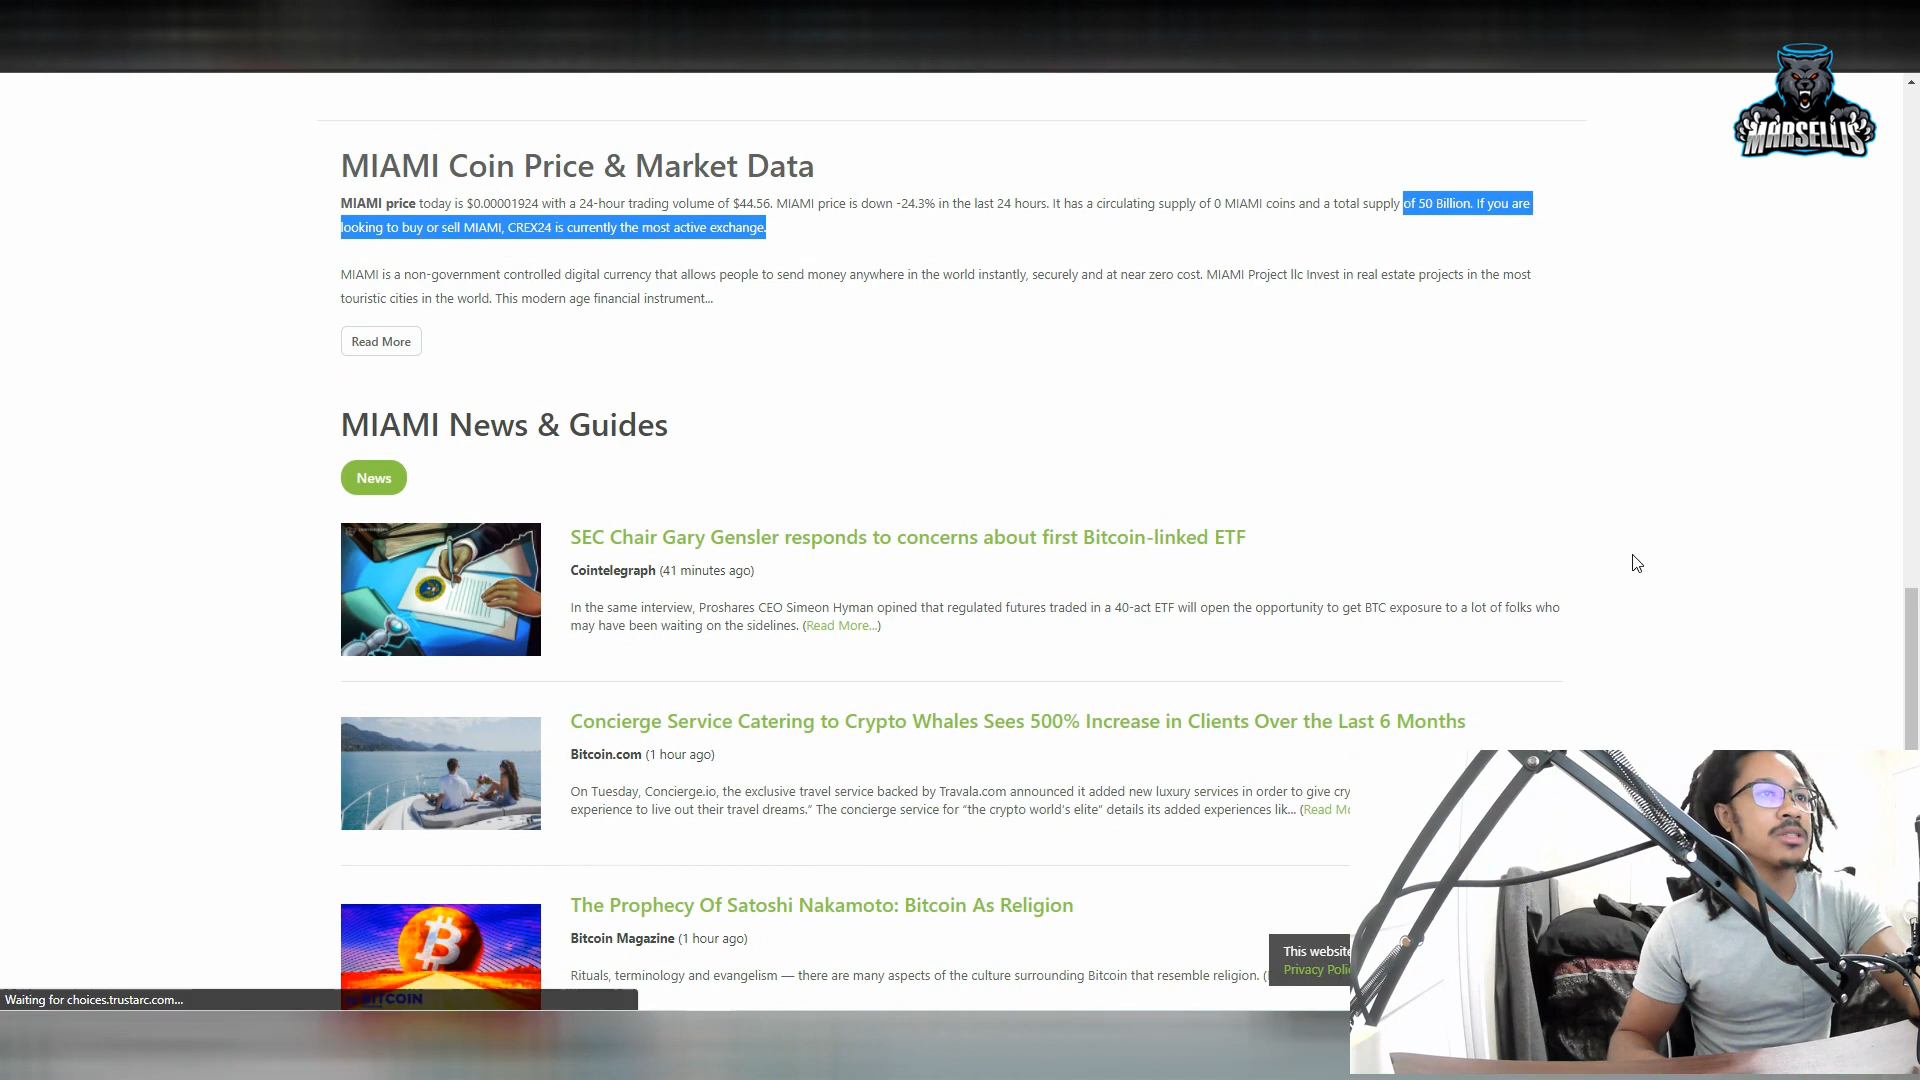 MARSELLIS
MIAMI Coin Price & Market Data
MIAMI price today is $0.00001924 with a 24-hour trading volume of $44.56. MIAMI price is down -24.3% in the last 24 hours. It has a circulating supply of 0 MIAMI coins and a total supply of 50 Billion. If you are
looking to buy or sell MIAMI, CREX24 is currently the most active exchange.
MIAMI is a non-government controlled digital currency that allows people to send money anywhere in the world instantly, securely and at near zero cost. MIAMI Project llc Invest in real estate projects in the most
touristic cities in the world. This modern age financial instrument...
Read More
MIAMI News & Guides
News
SEC Chair Gary Gensler responds to concerns about first Bitcoin-linked ETF
Cointelegraph (41 minutes ago)
In the same interview, Proshares CEO Simeon Hyman opined that regulated futures traded in a 40-act ETF will open the opportunity to get BTC exposure to a lot of folks who
may have been waiting on the sidelines. (Read More...)
Concierge Service Catering to Crypto Whales Sees 500% Increase in Clients Over the Last 6 Months
Bitcoin.com (1 hour ago)
On Tuesday, Concierge.io, the exclusive travel service backed by Travala.com announced it added new luxury services in order to give cry
experience to live out their travel dreams." The concierge service for "the crypto world's elite" details its added experiences lik... (Read Mo
The Prophecy Of Satoshi Nakamoto: Bitcoin As Religion
Bitcoin Magazine (1 hour ago)
Rituals, terminology and evangelism — there are many aspects of the culture surrounding Bitcoin that resemble religion. (
This website
Privacy Poli
Waiting for choices.trustarc.com...
BITCOIN